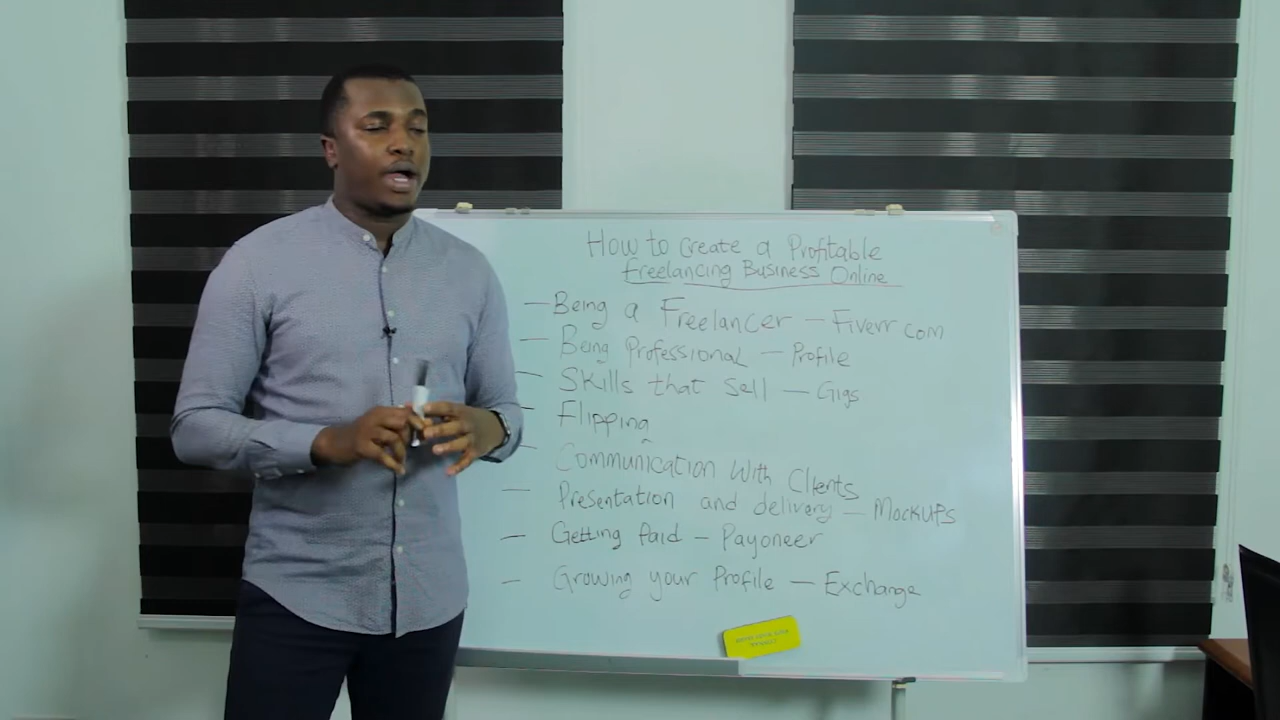 How to create a Profitable
freelancing Business Online
— Being a Freelancer — Fiverr com
— Being Professional — Profile
— Skills that sell — Gigs
— Flipping
— Communication With Clients
— Presentation and delivery — Mockups
— Getting Paid — Payoneer
— Growing your Profile — Exchange